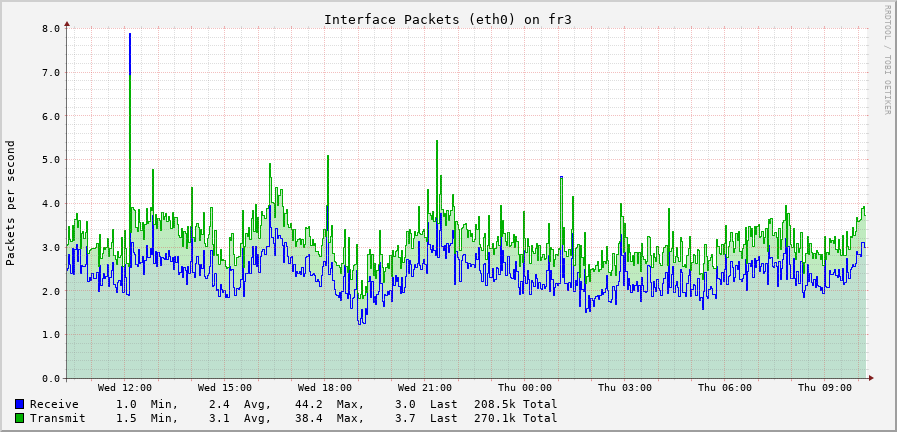 Interface Packets (eth0) on fr3
RRDTOOL / TOBI OETIKER
Packets per second
8.0
7.0
6.0
5.0
4.0
3.0
2.0
1.0
0.0
Wed 12:00 Wed 15:00 Wed 18:00 Wed 21:00 Thu 00:00 Thu 03:00 Thu 06:00 Thu 09:00
Receive 1.0 Min, 2.4 Avg, 44.2 Max, 3.0 Last 208.5k Total
Transmit 1.5 Min, 3.1 Avg, 38.4 Max, 3.7 Last 270.1k Total